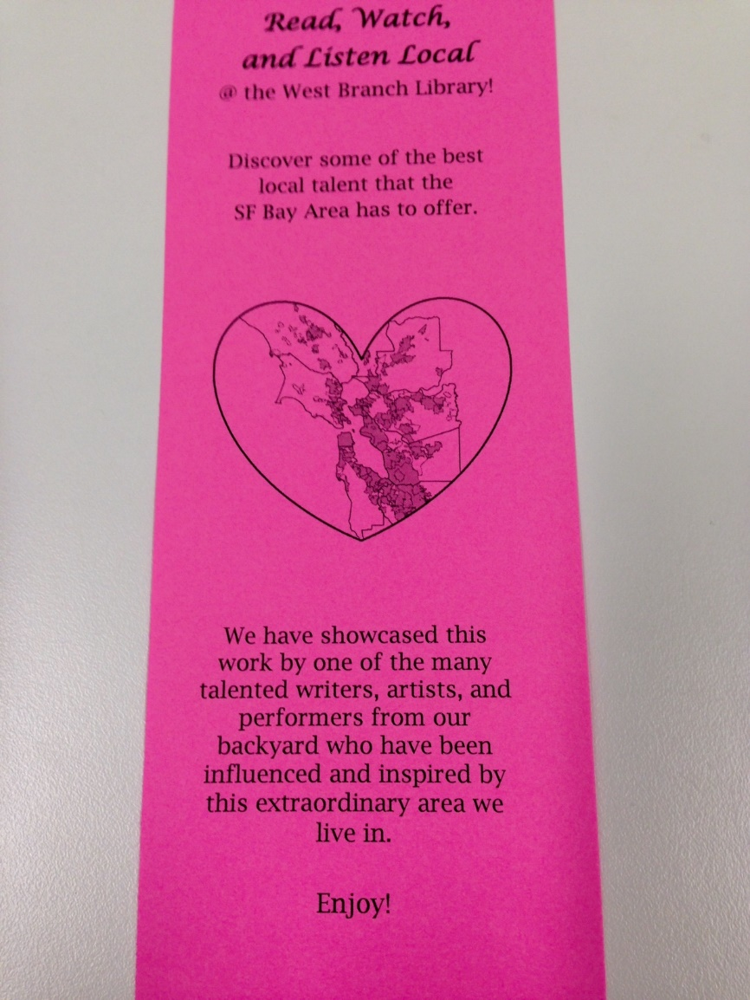 Read, Watch,
and Listen Local
@ the West Branch Library!
Discover some of the best
local talent that the
SF Bay Area has to offer.
We have showcased this
work by one of the many
talented writers, artists, and
performers from our
backyard who have been
influenced and inspired by
this extraordinary area we
live in.
Enjoy!